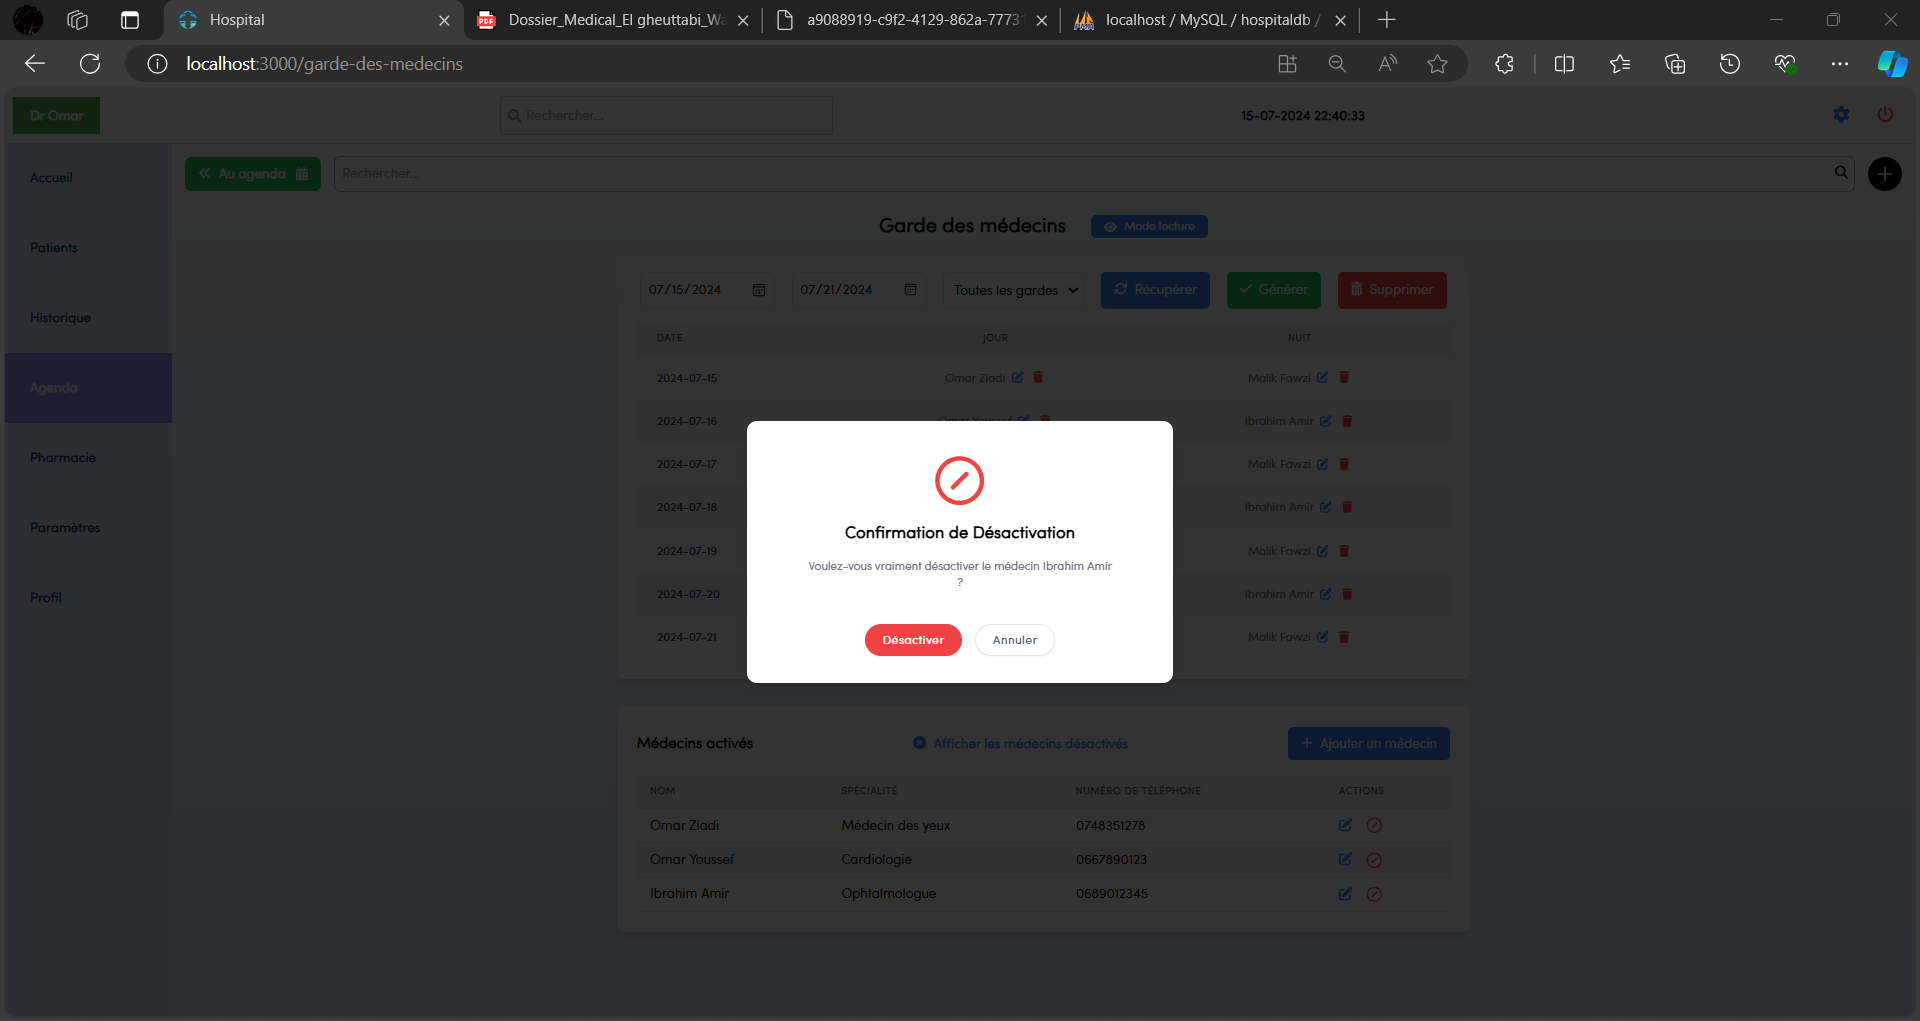 Hospital
Dossier_Medical_El gheuttabi_Wa
a9088919-c9f2-4129-862a-7773
localhost / MySQL / hospitaldb /
localhost:3000/garde-des-medecins
Dr Omar
Rechercher...
15-07-2024 22:40:33
Accueil
Patients
Historique
Agenda
Pharmacie
Paramètres
Profil
Au agenda
Rechercher...
Garde des médecins
Mode lecture
07/15/2024
07/21/2024
Toutes les gardes
Récupérer
Générer
Supprimer
DATE JOUR NUIT
2024-07-15 Omar Ziadi Malik Fawzi
2024-07-16 Omar Youssef Ibrahim Amir
2024-07-17 Malik Fawzi
2024-07-18 Ibrahim Amir
2024-07-19 Malik Fawzi
2024-07-20 Ibrahim Amir
2024-07-21 Malik Fawzi
Confirmation de Désactivation
Voulez-vous vraiment désactiver le médecin Ibrahim Amir
?
Désactiver
Annuler
Médecins activés
Afficher les médecins désactivés
Ajouter un médecin
NOM SPÉCIALITÉ NUMÉRO DE TÉLÉPHONE ACTIONS
Omar Ziadi Médecin des yeux 0748351278
Omar Youssef Cardiologie 0667890123
Ibrahim Amir Ophtalmologue 0689012345